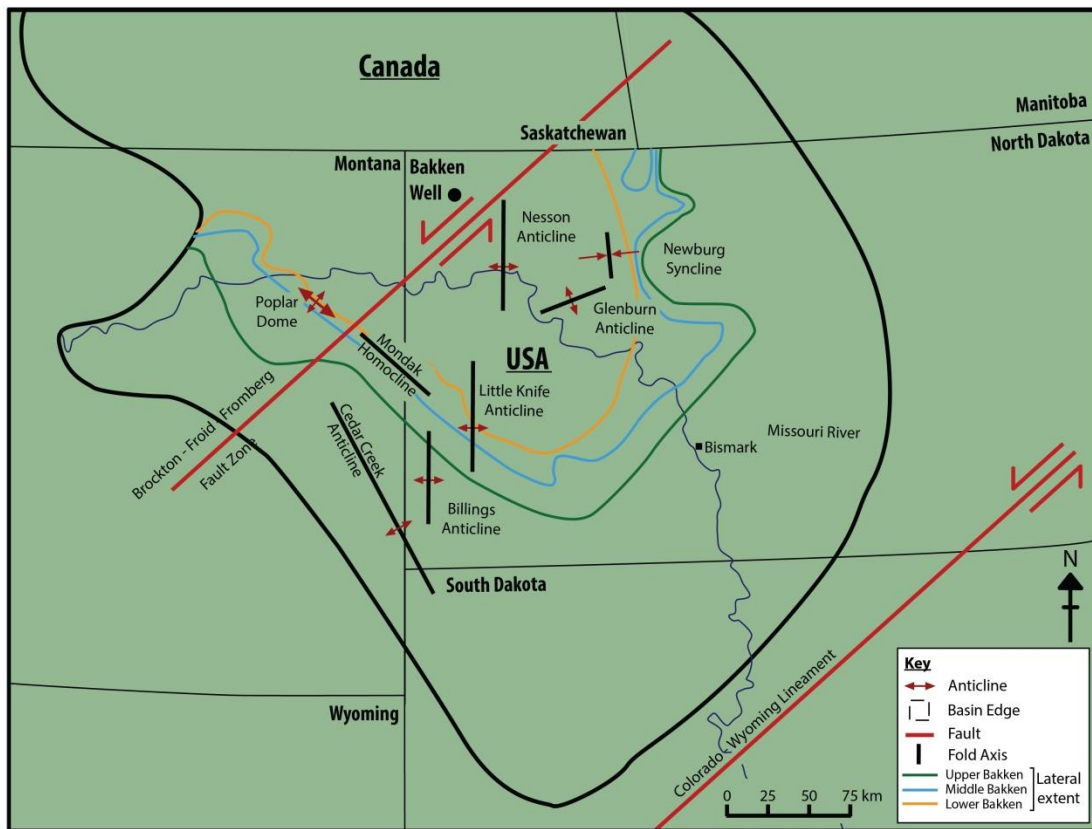 Canada
Manitoba
Saskatchewan
North Dakota
Montana
Bakken
Well
Nesson
Anticline
Newburg
Syncline
Poplar
Dome
Glenburn
Anticline
Mondak
Homocline
USA
Little Knife
Anticline
Cedar Creek
Anticline
Brockton - Froid - Fromberg
Fault Zone
Missouri River
Bismark
Billings
Anticline
South Dakota
N
Wyoming
Colorado - Wyoming Lineament
0 25 50 75 km
Key
Anticline
Basin Edge
Fault
Fold Axis
Upper Bakken
Middle Bakken
Lower Bakken
Lateral
extent